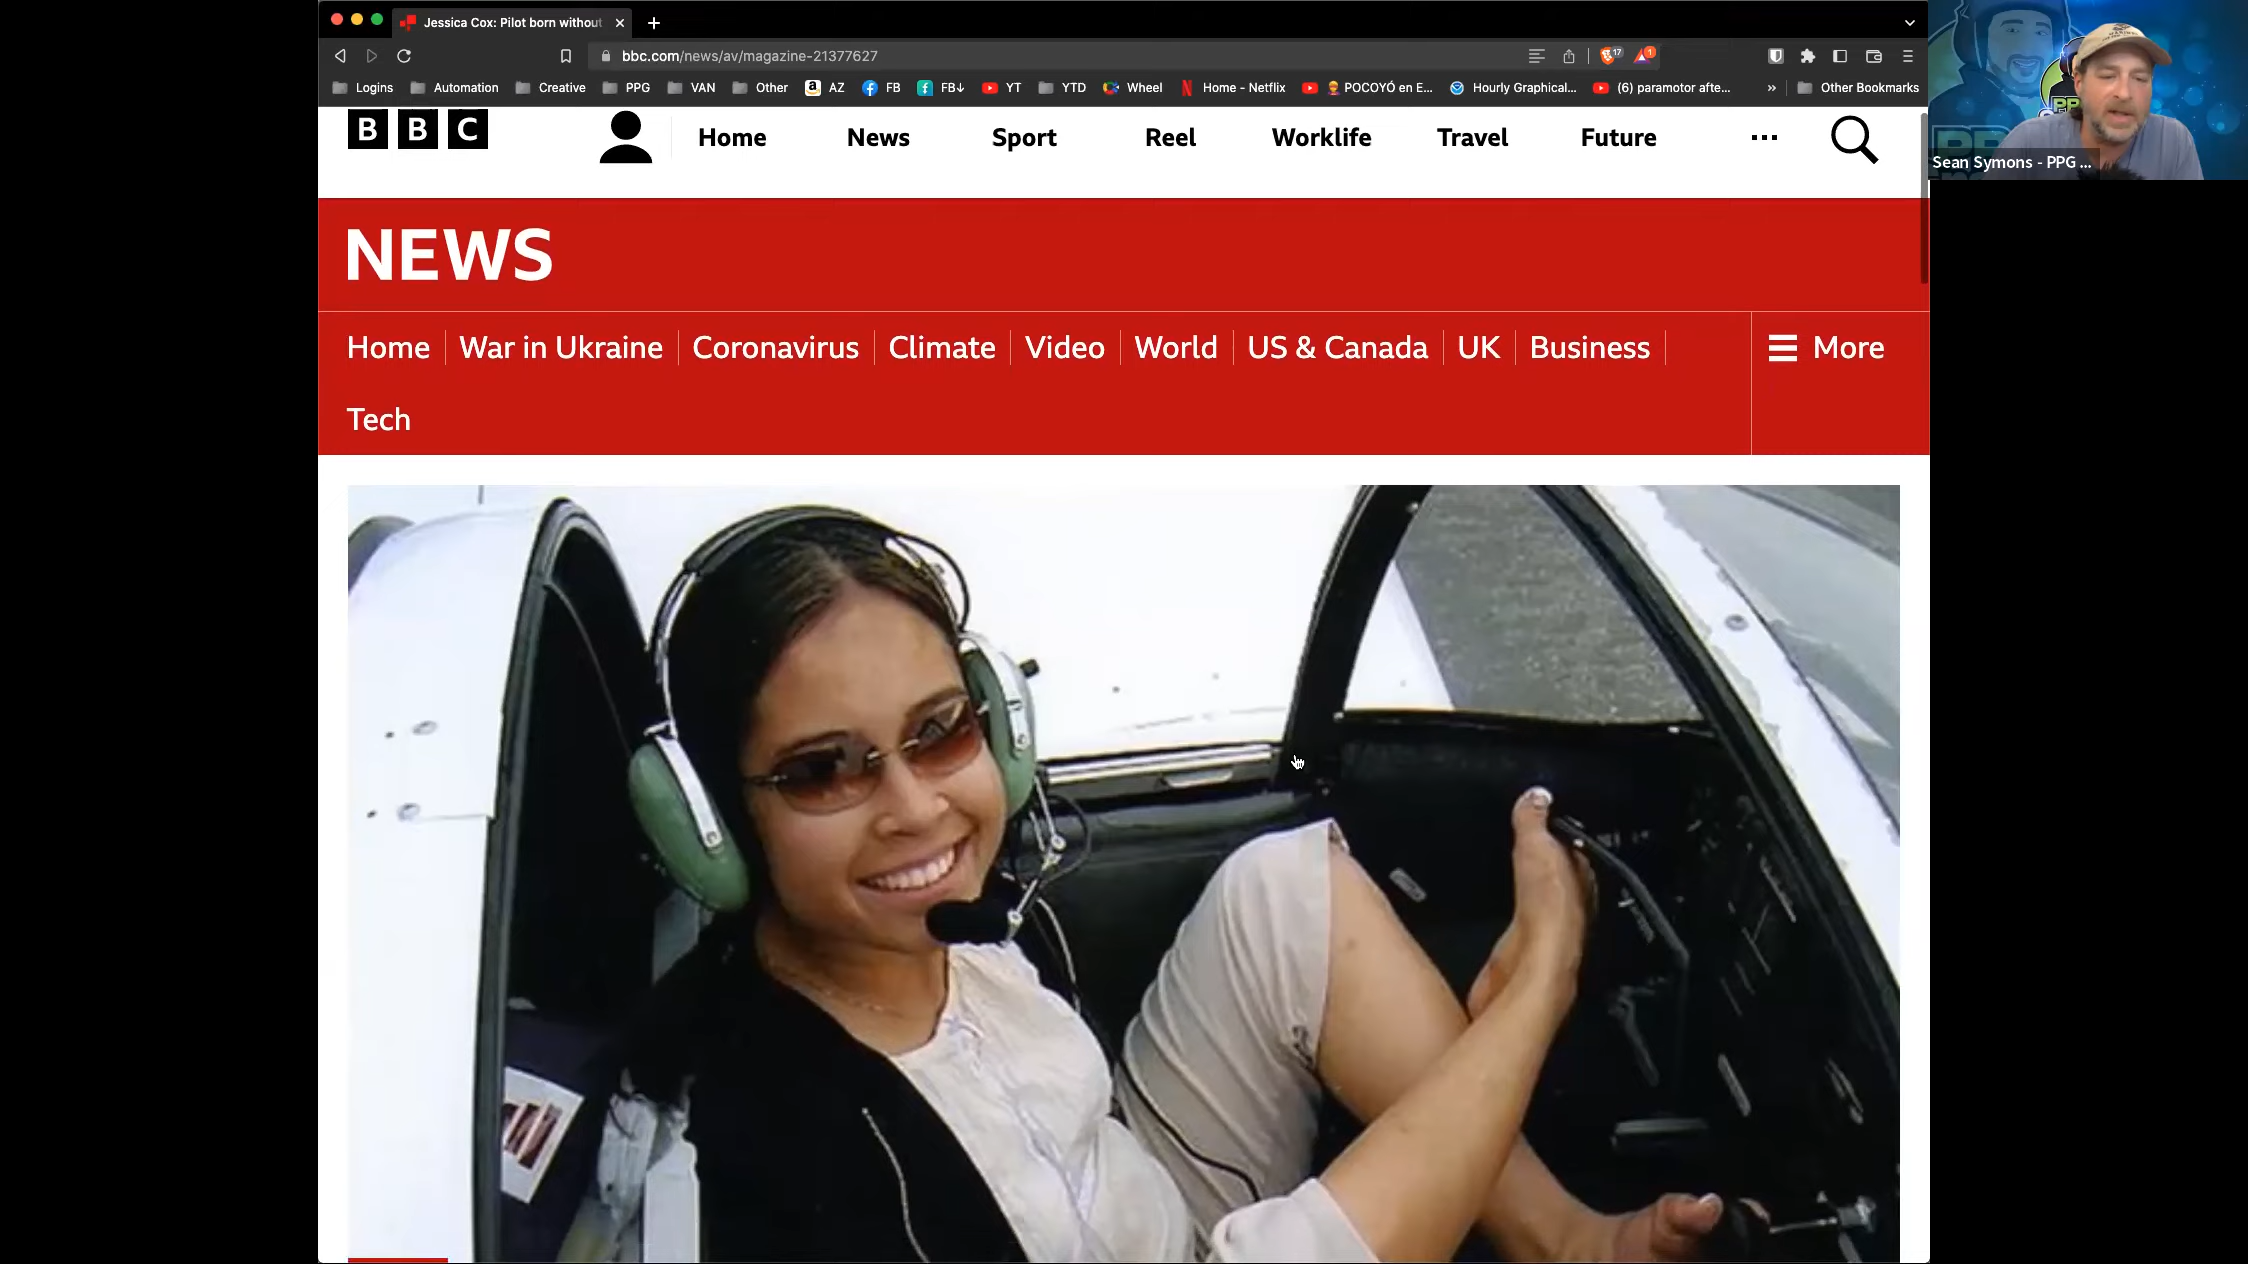 Jessica Cox: Pilot born without
bbc.com/news/av/magazine-21377627
17
1
Logins
Automation
Creative
PPG
VAN
Other
AZ
FB
FB↓
YT
YTD
Wheel
Home - Netflix
POCOYÓ en E...
Hourly Graphical...
(6) paramotor afte...
»
Other Bookmarks
BBC
Home
News
Sport
Reel
Worklife
Travel
Future
...
NEWS
Home
War in Ukraine
Coronavirus
Climate
Video
World
US & Canada
UK
Business
More
Tech
Sean Symons - PPG ...